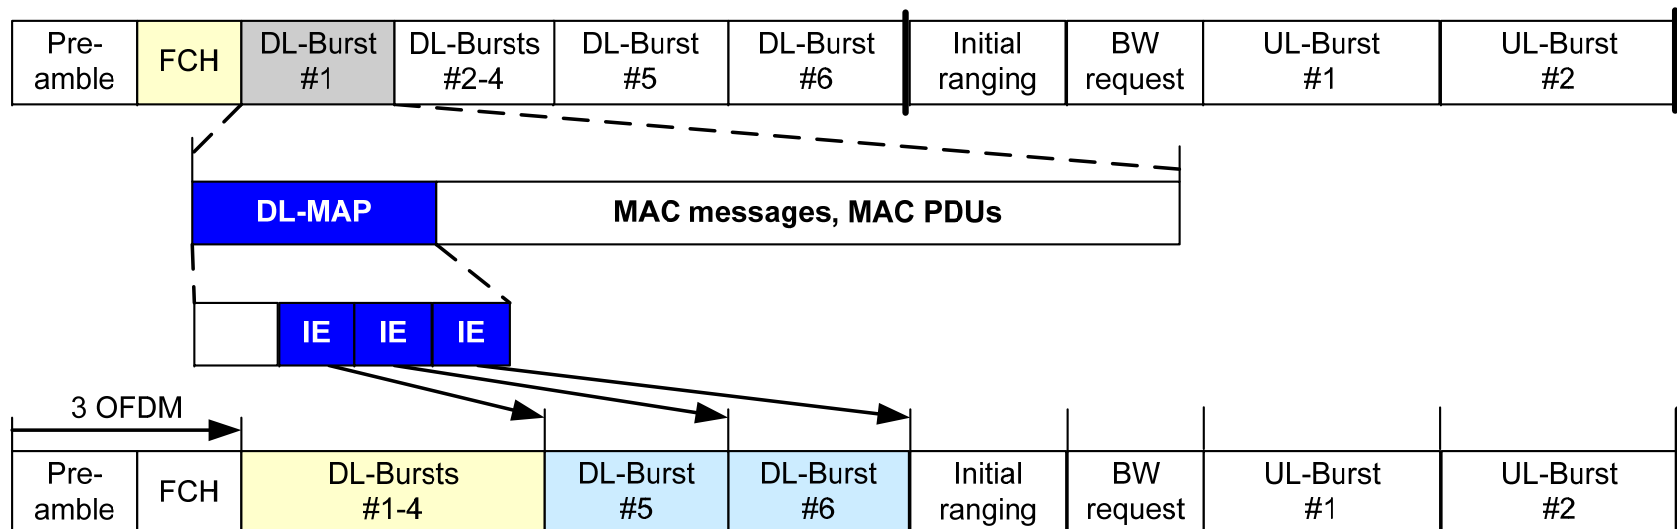 Pre-
amble
FCH
DL-Burst
#1
DL-Bursts
#2-4
DL-Burst
#5
DL-Burst
#6
Initial
ranging
BW
request
UL-Burst
#1
UL-Burst
#2
DL-MAP
MAC messages, MAC PDUs
IE
IE
IE
3 OFDM
Pre-
amble
FCH
DL-Bursts
#1-4
DL-Burst
#5
DL-Burst
#6
Initial
ranging
BW
request
UL-Burst
#1
UL-Burst
#2